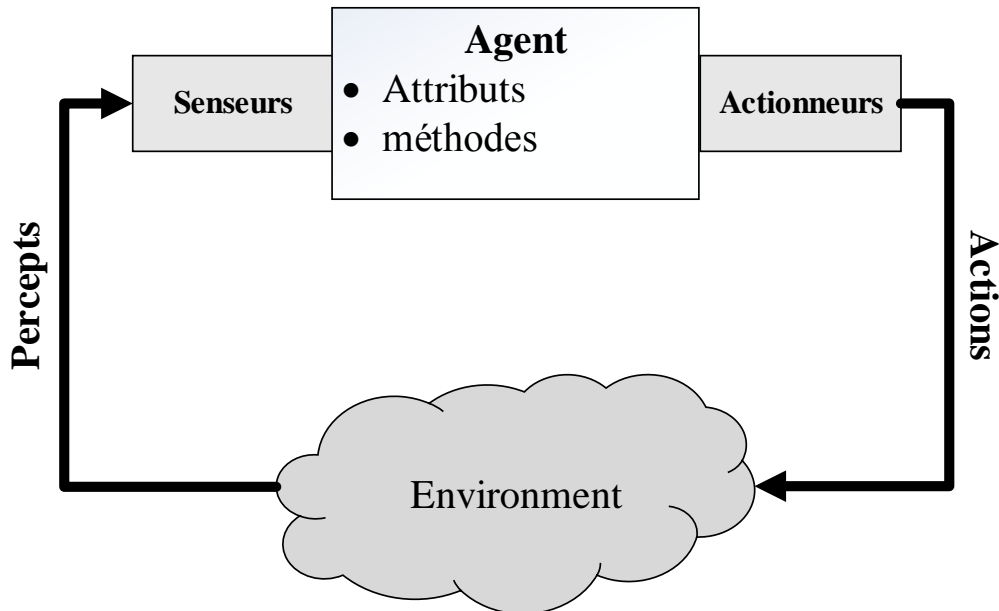 Agent
Senseurs
• Attributs
• méthodes
Actionneurs
Percepts
Actions
Environment